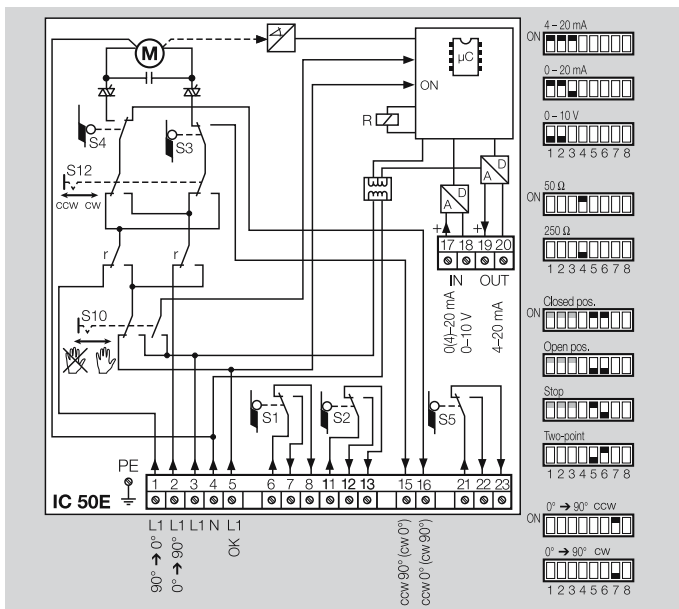 M
µC
ON
R
S4
S3
S12
ccw cw
r
r
S10
D
A
D
A
+
+
17 18 19 20
IN OUT
0(4)–20 mA
0–10 V
4–20 mA
S1
S2
S5
PE
1 2 3 4 5 6 7 8 11 12 13 15 16 21 22 23
IC 50E
L1 L1 L1 N L1
90° → 0°
0° → 90°
OK
ccw 90° (cw 0°)
ccw 0° (cw 90°)
4 – 20 mA
ON
0 – 20 mA
0 – 10 V
1 2 3 4 5 6 7 8
50 Ω
ON
250 Ω
1 2 3 4 5 6 7 8
Closed pos.
ON
Open pos.
Stop
Two-point
1 2 3 4 5 6 7 8
0° → 90° ccw
ON
0° → 90° cw
1 2 3 4 5 6 7 8